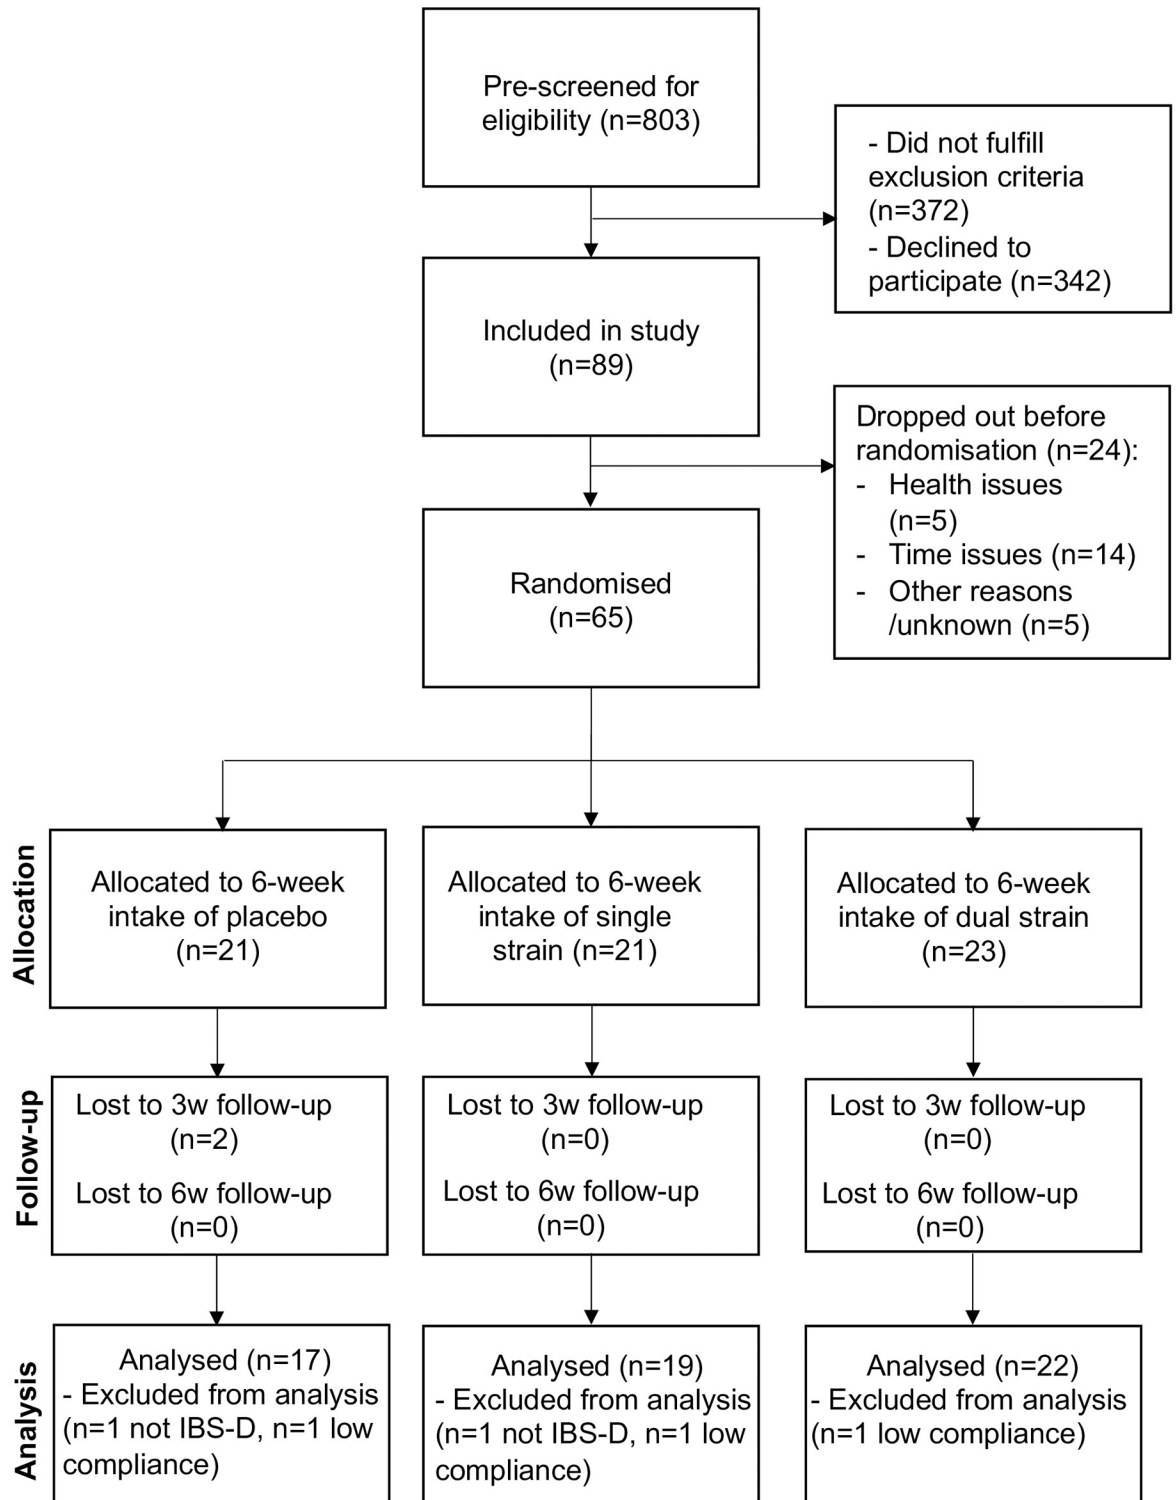 Pre-screened for
eligibility (n=803)
- Did not fulfill
exclusion criteria
(n=372)
- Declined to
participate (n=342)
Included in study
(n=89)
Dropped out before
randomisation (n=24):
- Health issues
(n=5)
- Time issues (n=14)
- Other reasons
/unknown (n=5)
Randomised
(n=65)
Allocation
Allocated to 6-week
intake of placebo
(n=21)
Allocated to 6-week
intake of single
strain (n=21)
Allocated to 6-week
intake of dual strain
(n=23)
Follow-up
Lost to 3w follow-up
(n=2)
Lost to 6w follow-up
(n=0)
Lost to 3w follow-up
(n=0)
Lost to 6w follow-up
(n=0)
Lost to 3w follow-up
(n=0)
Lost to 6w follow-up
(n=0)
Analysis
Analysed (n=17)
- Excluded from analysis
(n=1 not IBS-D, n=1 low
compliance)
Analysed (n=19)
- Excluded from analysis
(n=1 not IBS-D, n=1 low
compliance)
Analysed (n=22)
- Excluded from analysis
(n=1 low compliance)